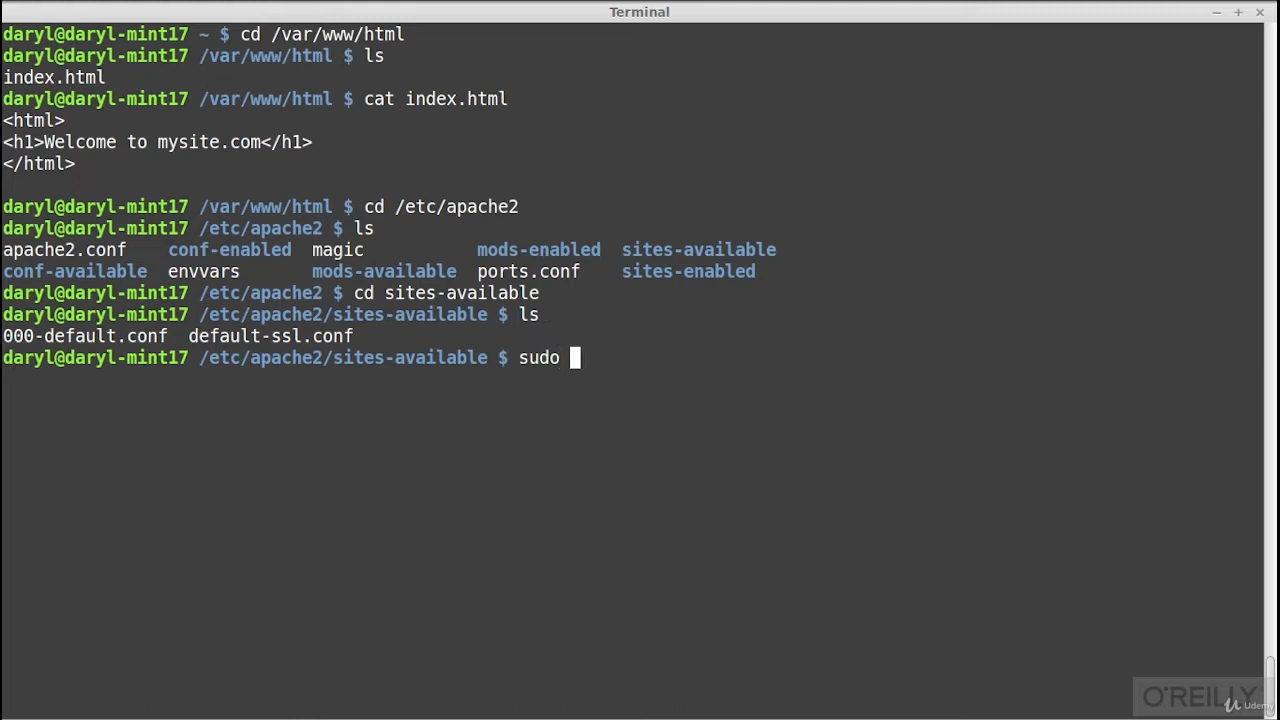 Terminal
daryl@daryl-mint17 ~ $ cd /var/www/html
daryl@daryl-mint17 /var/www/html $ ls
index.html
daryl@daryl-mint17 /var/www/html $ cat index.html
<html>
<h1>Welcome to mysite.com</h1>
</html>
daryl@daryl-mint17 /var/www/html $ cd /etc/apache2
daryl@daryl-mint17 /etc/apache2 $ ls
apache2.conf conf-enabled magic mods-enabled sites-available
conf-available envvars mods-available ports.conf sites-enabled
daryl@daryl-mint17 /etc/apache2 $ cd sites-available
daryl@daryl-mint17 /etc/apache2/sites-available $ ls
000-default.conf default-ssl.conf
daryl@daryl-mint17 /etc/apache2/sites-available $ sudo
O'REILLY
Udemy